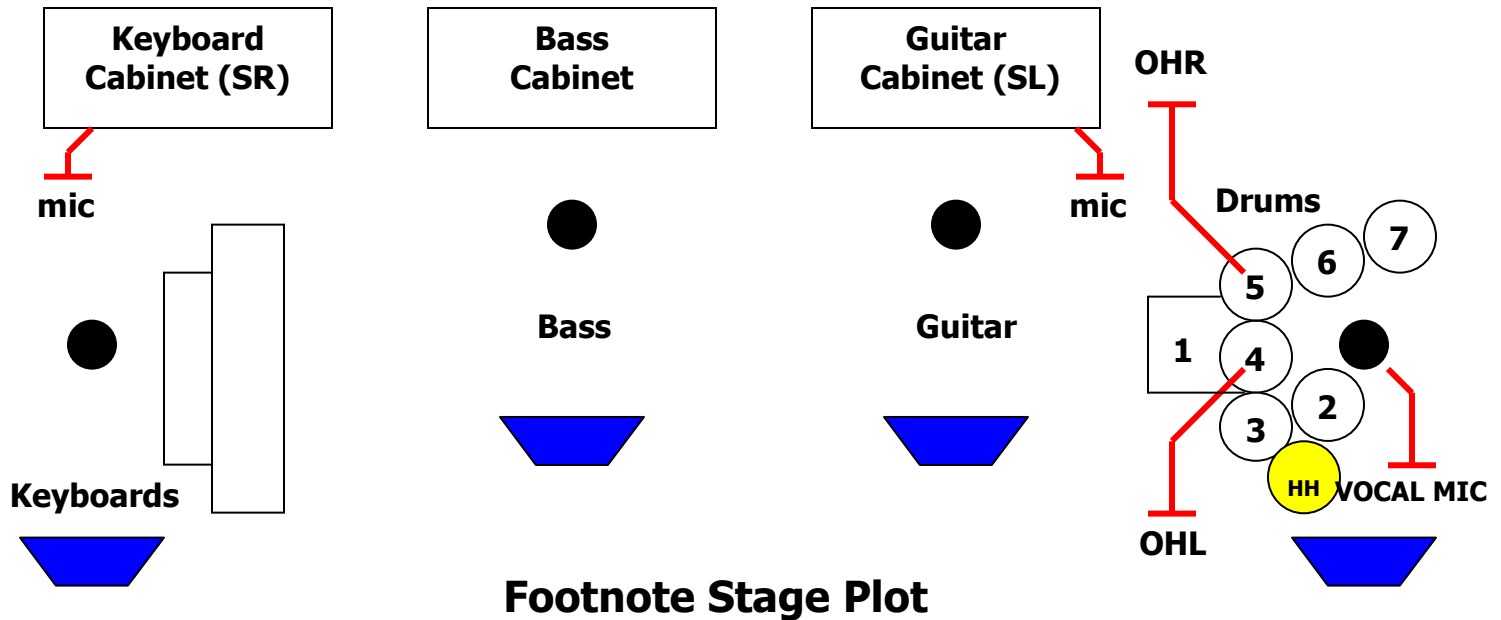 Keyboard
Cabinet (SR)
Bass
Cabinet
Guitar
Cabinet (SL)
OHR
mic
mic
Drums
7
6
5
Bass
Guitar
1
4
2
3
HH
Keyboards
VOCAL MIC
OHL
Footnote Stage Plot